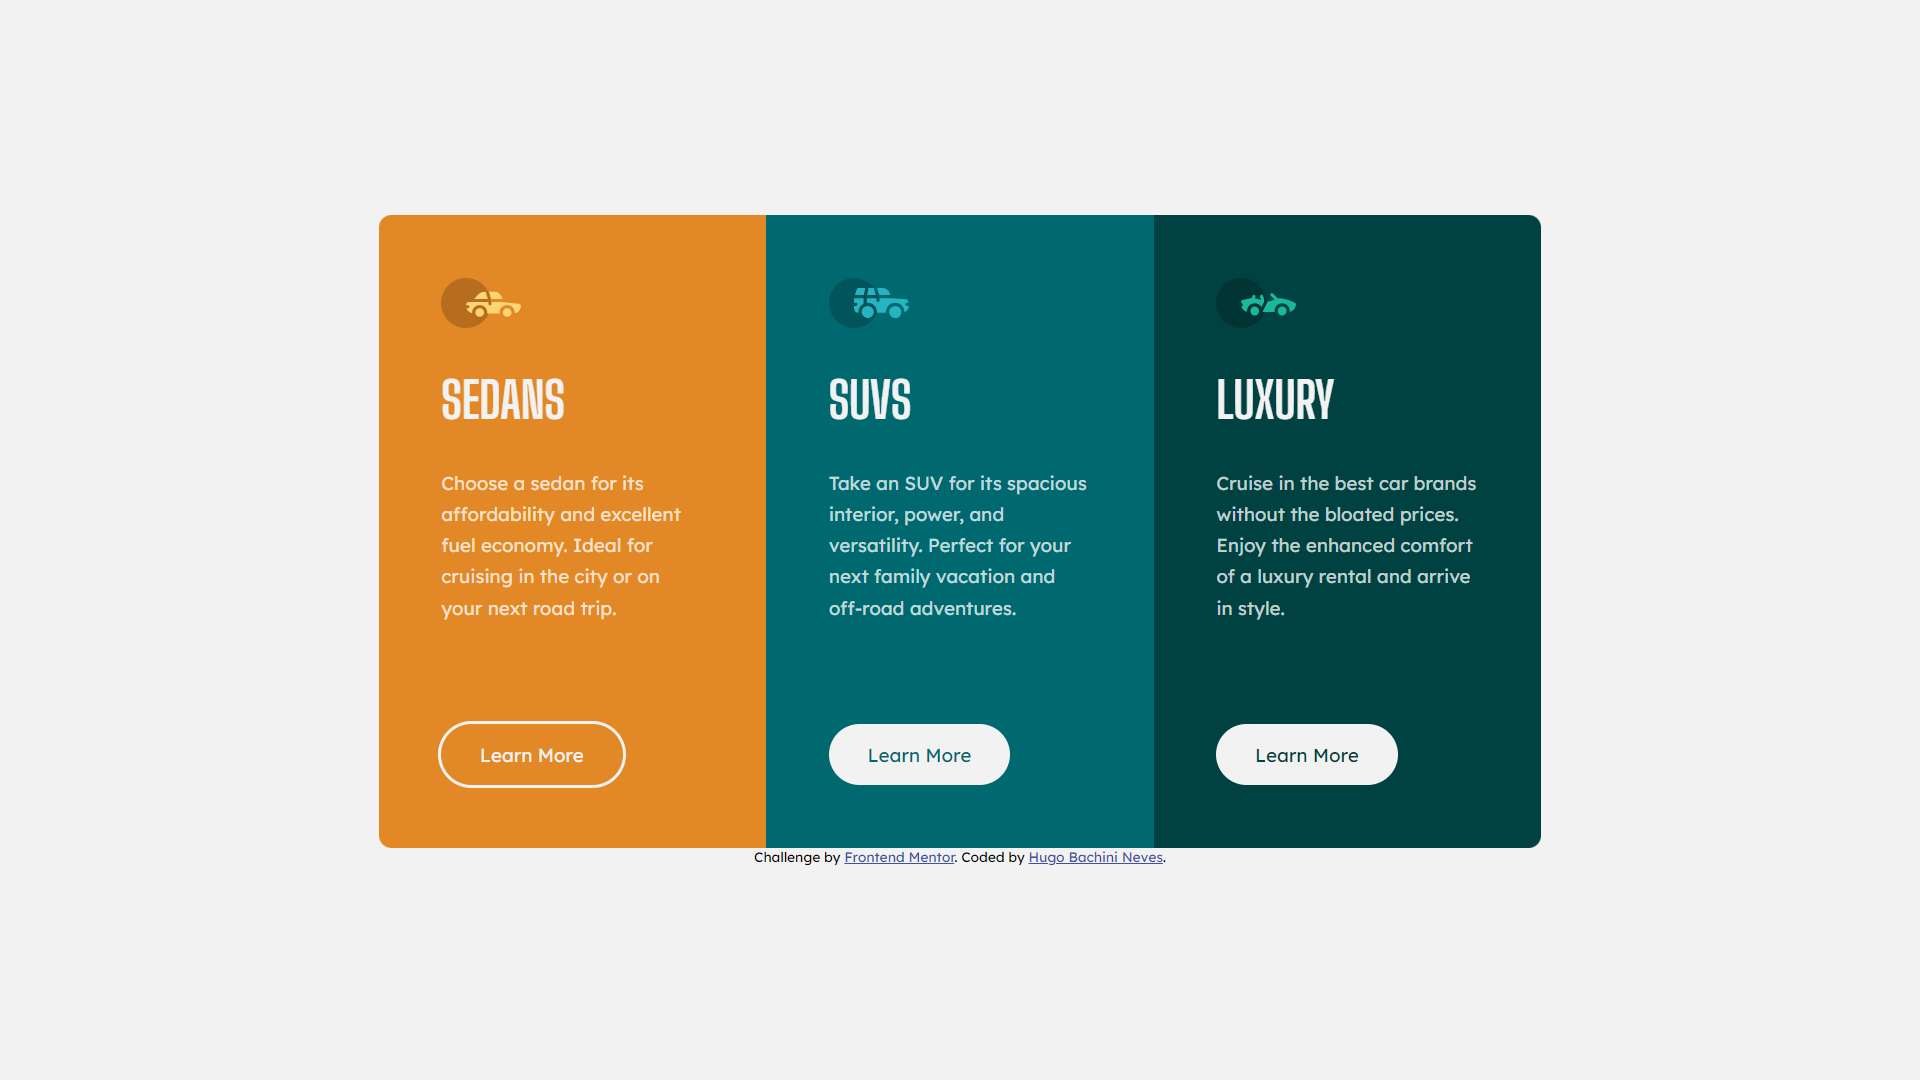 SEDANS
Choose a sedan for its
affordability and excellent
fuel economy. Ideal for
cruising in the city or on
your next road trip.
Learn More
SUVS
Take an SUV for its spacious
interior, power, and
versatility. Perfect for your
next family vacation and
off-road adventures.
Learn More
LUXURY
Cruise in the best car brands
without the bloated prices.
Enjoy the enhanced comfort
of a luxury rental and arrive
in style.
Learn More
Challenge by Frontend Mentor. Coded by Hugo Bachini Neves.